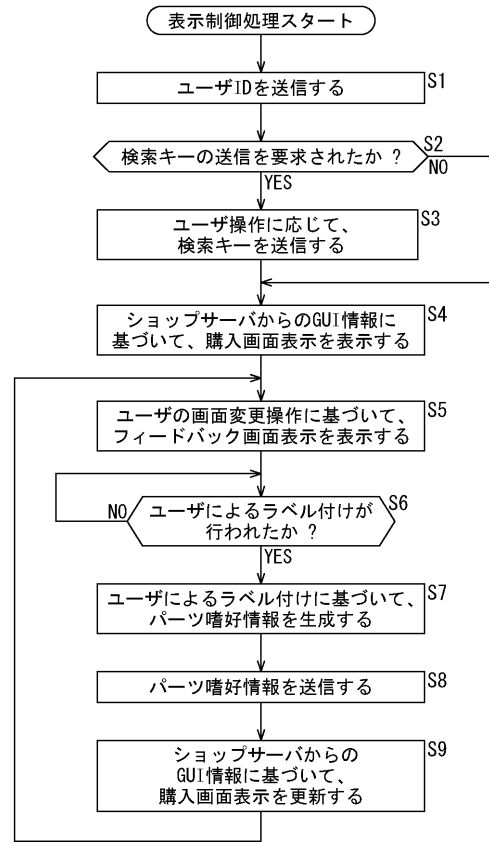 表示制御処理スタート
ユーザIDを送信する
S1
検索キーの送信を要求されたか ?
S2
NO
YES
ユーザ操作に応じて、
検索キーを送信する
S3
ショップサーバからのGUI情報に
基づいて、購入画面表示を表示する
S4
ユーザの画面変更操作に基づいて、
フィードバック画面表示を表示する
S5
ユーザによるラベル付けが
行われたか ?
S6
NO
YES
ユーザによるラベル付けに基づいて、
パーツ嗜好情報を生成する
S7
パーツ嗜好情報を送信する
S8
ショップサーバからの
GUI情報に基づいて、
購入画面表示を更新する
S9